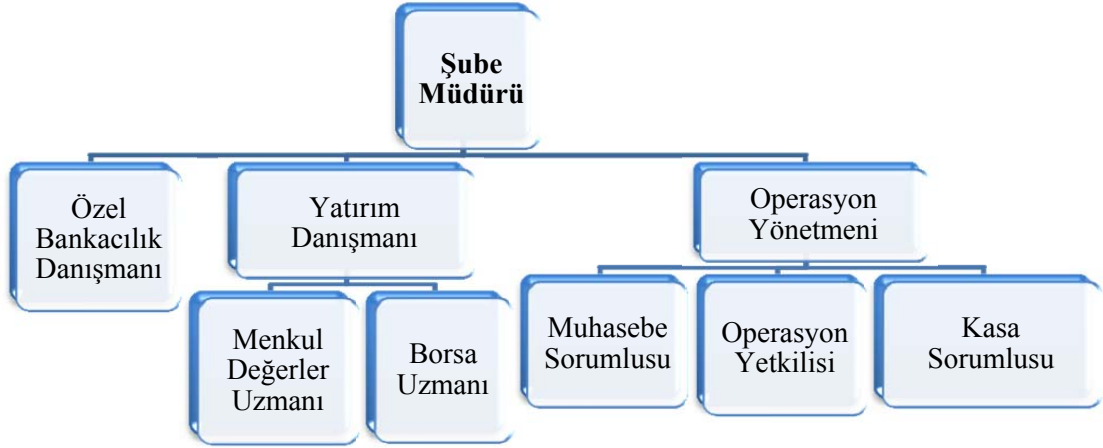 Şube
Müdürü
Özel
Bankacılık
Danışmanı
Yatırım
Danışmanı
Operasyon
Yönetmeni
Menkul
Değerler
Uzmanı
Borsa
Uzmanı
Muhasebe
Sorumlusu
Operasyon
Yetkilisi
Kasa
Sorumlusu